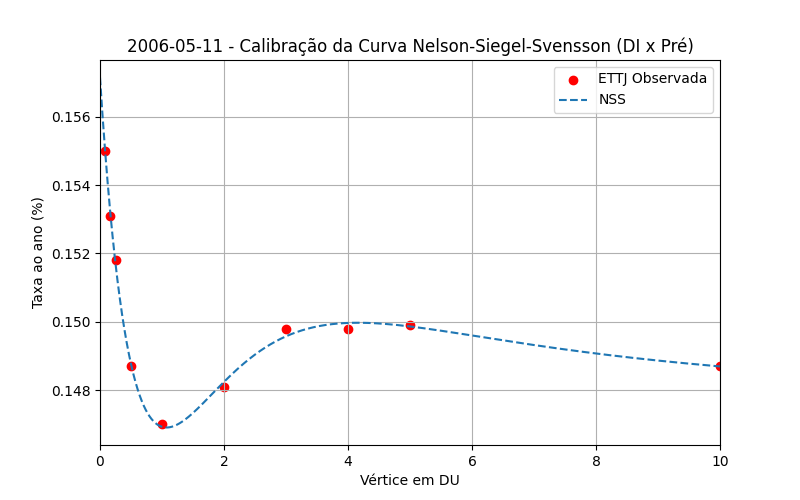 2006-05-11 - Calibração da Curva Nelson-Siegel-Svensson (DI x Pré)
ETTJ Observada
NSS
Taxa ao ano (%)
0.156
0.154
0.152
0.150
0.148
0 2 4 6 8 10
Vértice em DU